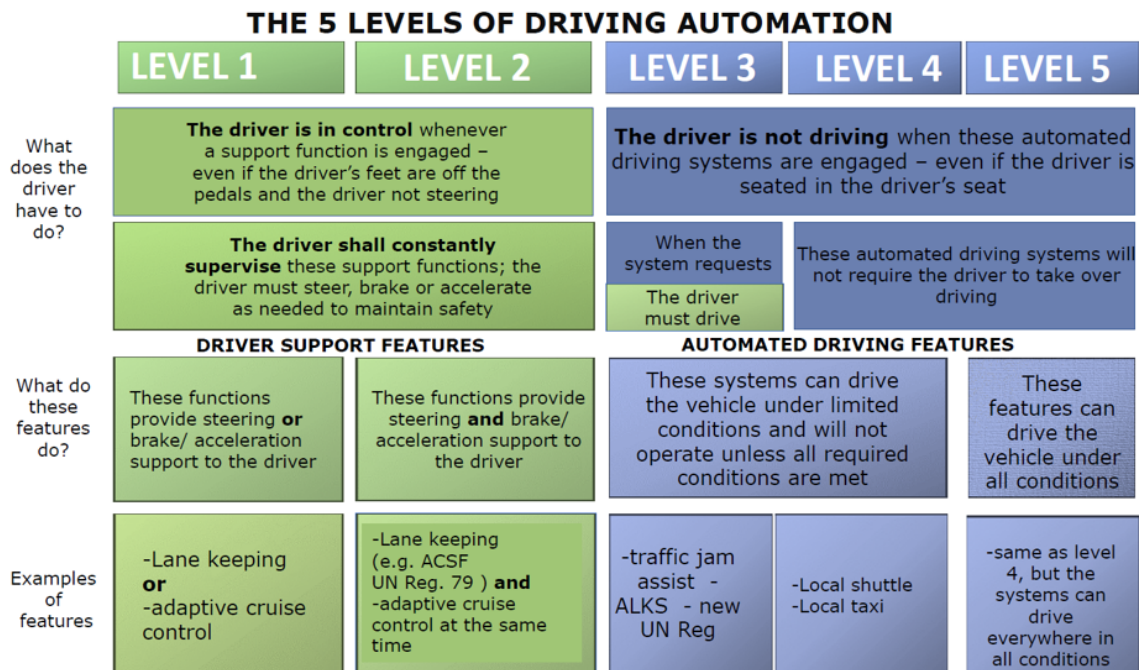 THE 5 LEVELS OF DRIVING AUTOMATION
LEVEL 1
LEVEL 2
LEVEL 3
LEVEL 4
LEVEL 5
What
does the
driver
have to
do?
The driver is in control whenever
a support function is engaged –
even if the driver's feet are off the
pedals and the driver not steering
The driver is not driving when these automated
driving systems are engaged – even if the driver is
seated in the driver's seat
The driver shall constantly
supervise these support functions; the
driver must steer, brake or accelerate
as needed to maintain safety
When the
system requests
The driver
must drive
These automated driving systems will
not require the driver to take over
driving
DRIVER SUPPORT FEATURES
AUTOMATED DRIVING FEATURES
What do
these
features
do?
These functions
provide steering or
brake/ acceleration
support to the driver
These functions provide
steering and brake/
acceleration support to
the driver
These systems can drive
the vehicle under limited
conditions and will not
operate unless all required
conditions are met
These
features can
drive the
vehicle under
all conditions
Examples
of
features
-Lane keeping
or
-adaptive cruise
control
-Lane keeping
(e.g. ACSF
UN Reg. 79 ) and
-adaptive cruise
control at the same
time
-traffic jam
assist -
ALKS - new
UN Reg
-Local shuttle
-Local taxi
-same as level
4, but the
systems can
drive
everywhere in
all conditions